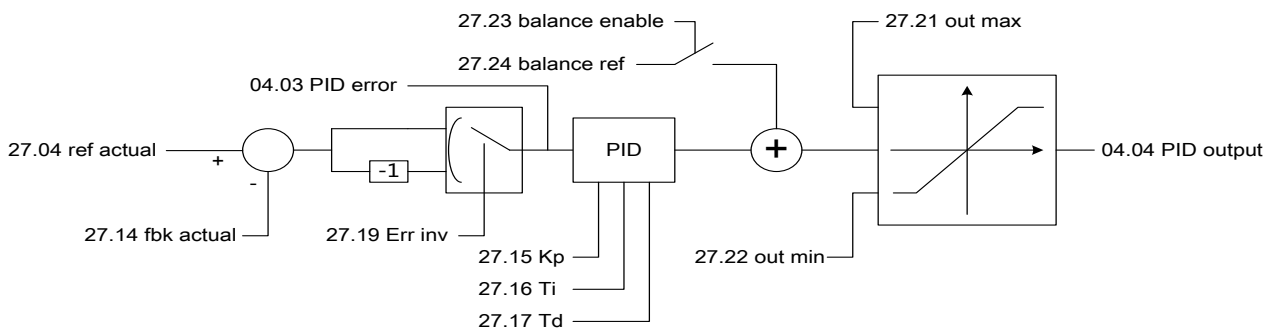 27.23 balance enable
27.21 out max
27.24 balance ref
04.03 PID error
27.04 ref actual
+
-1
PID
+
04.04 PID output
-
27.14 fbk actual
27.19 Err inv
27.15 Kp
27.22 out min
27.16 Ti
27.17 Td